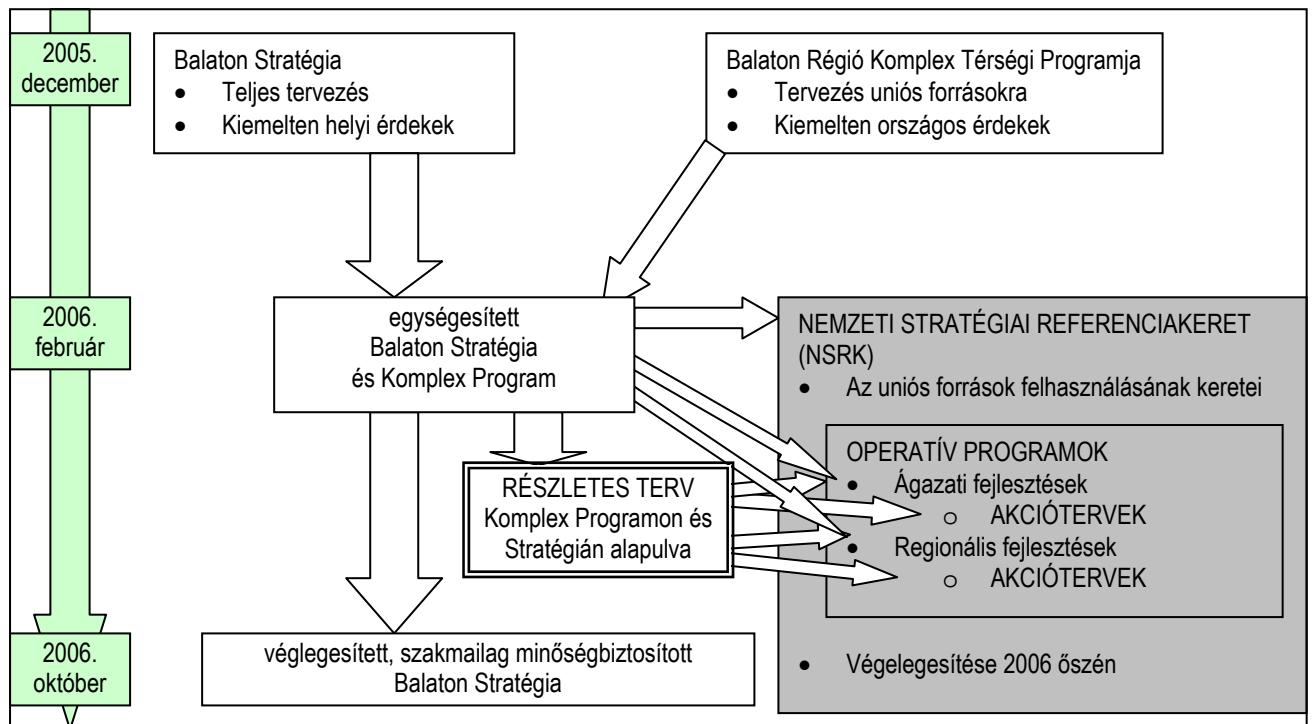 2005.
december
Balaton Stratégia
• Teljes tervezés
• Kiemelten helyi érdekek
Balaton Régió Komplex Térségi Programja
• Tervezés uniós forrásokra
• Kiemelten országos érdekek
2006.
február
egységesített
Balaton Stratégia
és Komplex Program
NEMZETI STRATÉGIAI REFERENCIAKERET
(NSRK)
• Az uniós források felhasználásának keretei
OPERATÍV PROGRAMOK
• Ágazati fejlesztések
o AKCIÓTERVEK
• Regionális fejlesztések
o AKCIÓTERVEK
RÉSZLETES TERV
Komplex Programon és
Stratégián alapulva
2006.
október
véglegesített, szakmailag minőségbiztosított
Balaton Stratégia
• Végelegesítése 2006 őszén